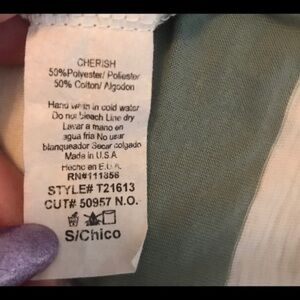 CHERISH
50%Polyester/ Poliester
50% Cotton/ Algodon
Hand wash in cold water
Do not bleach Line dry
Lavar a mano en
agua fria No usar
blanqueador Secar colgado
Made in U.S.A
Hecho en E.U.A.
RN#111856
STYLE# T21613
CUT# 50957 N.O.
S/Chico